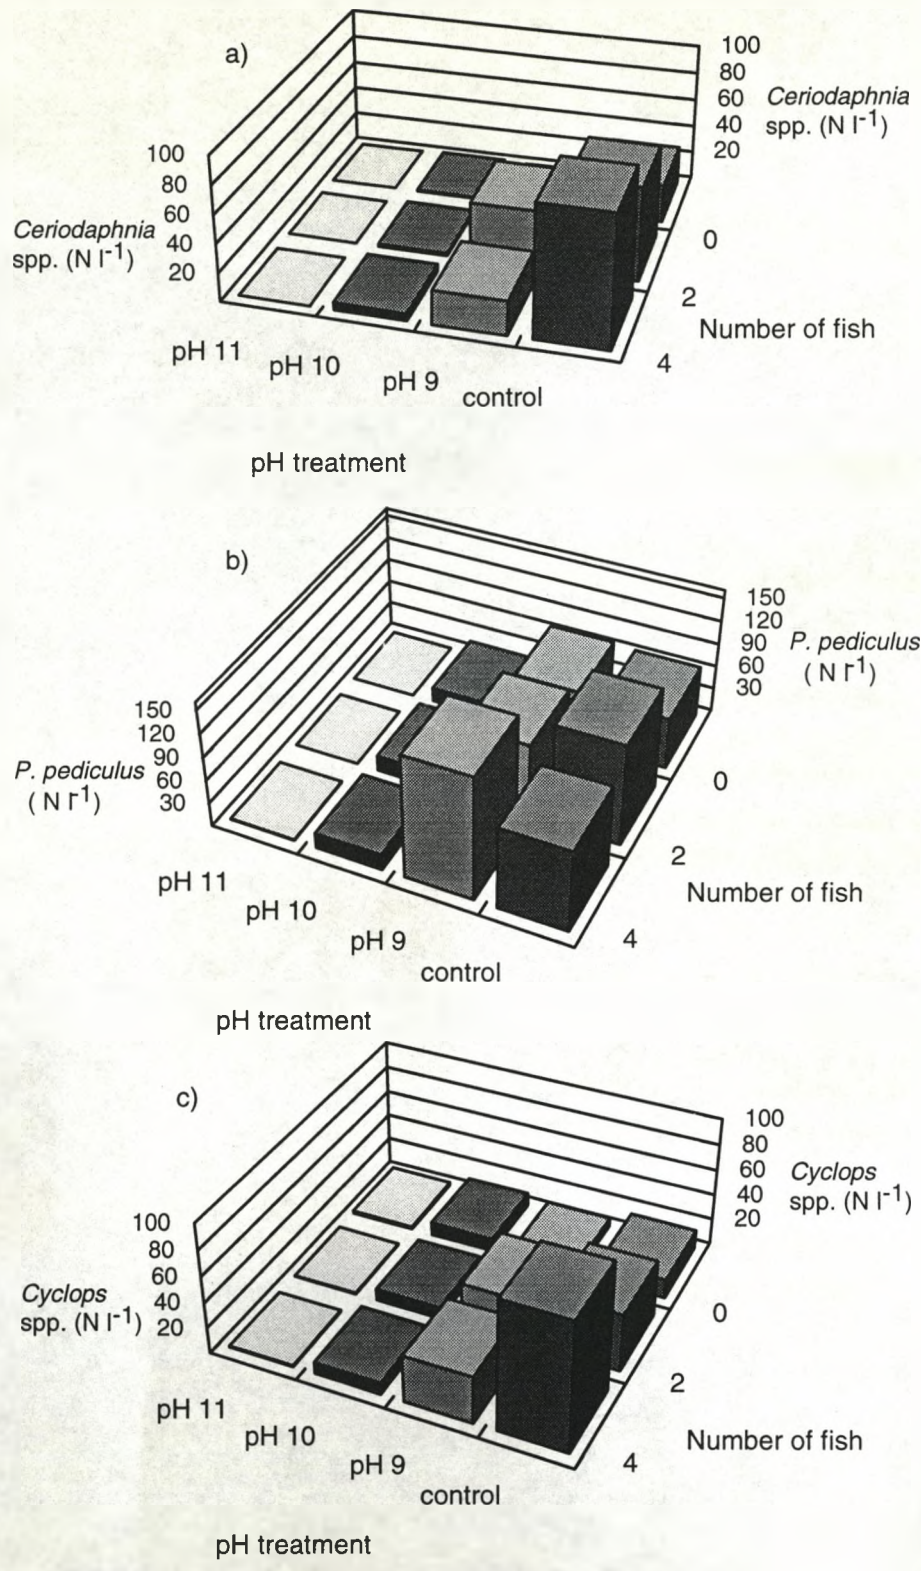 a)
100
80
60
40
20
Ceriodaphnia
spp. (N l-1)
100
80
60
40
20
Ceriodaphnia
spp. (N l-1)
0
2
4
Number of fish
pH 11
pH 10
pH 9
control
pH treatment
b)
150
120
90
60
30
P. pediculus
( N l-1)
150
120
90
60
30
P. pediculus
( N l-1)
0
2
4
Number of fish
pH 11
pH 10
pH 9
control
pH treatment
c)
100
80
60
40
20
Cyclops
spp. (N l-1)
100
80
60
40
20
Cyclops
spp. (N l-1)
0
2
4
Number of fish
pH 11
pH 10
pH 9
control
pH treatment